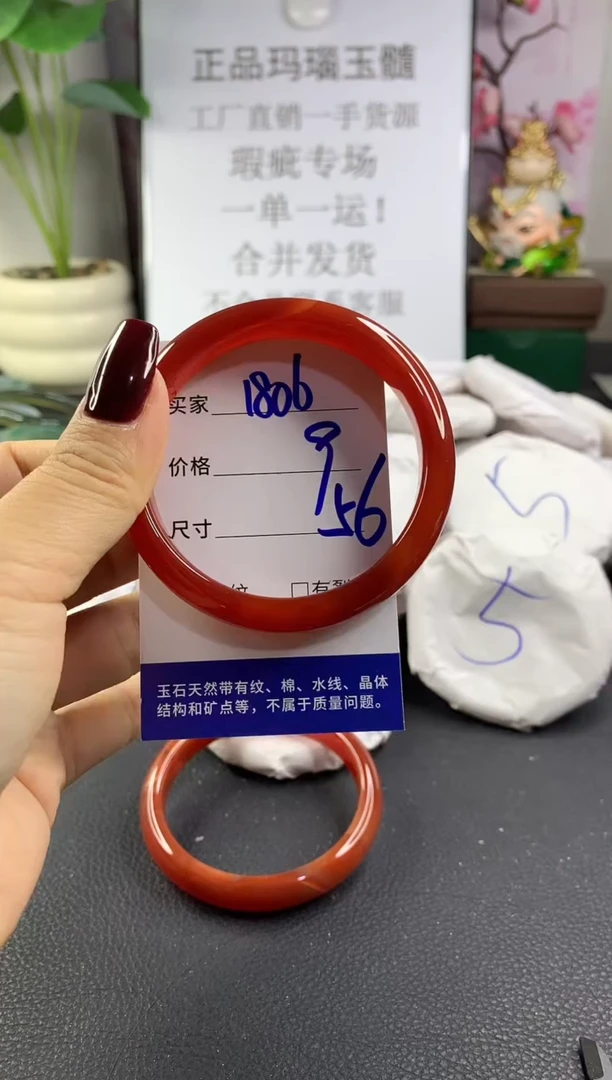 正品玛瑙玉髓
工厂直销一手货源
瑕疵专场
一单一运！
合并发货
买家 1806
价格 9
尺寸 56
纹 □有裂
玉石天然带有纹、棉、水线、晶体
结构和矿点等，不属于质量问题。
5
5